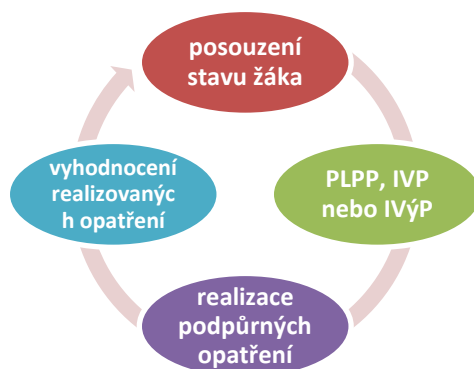 posouzení
stavu žáka
PLPP, IVP
nebo IVýP
realizace
podpůrných
opatření
vyhodnocení
realizovanýc
h opatření